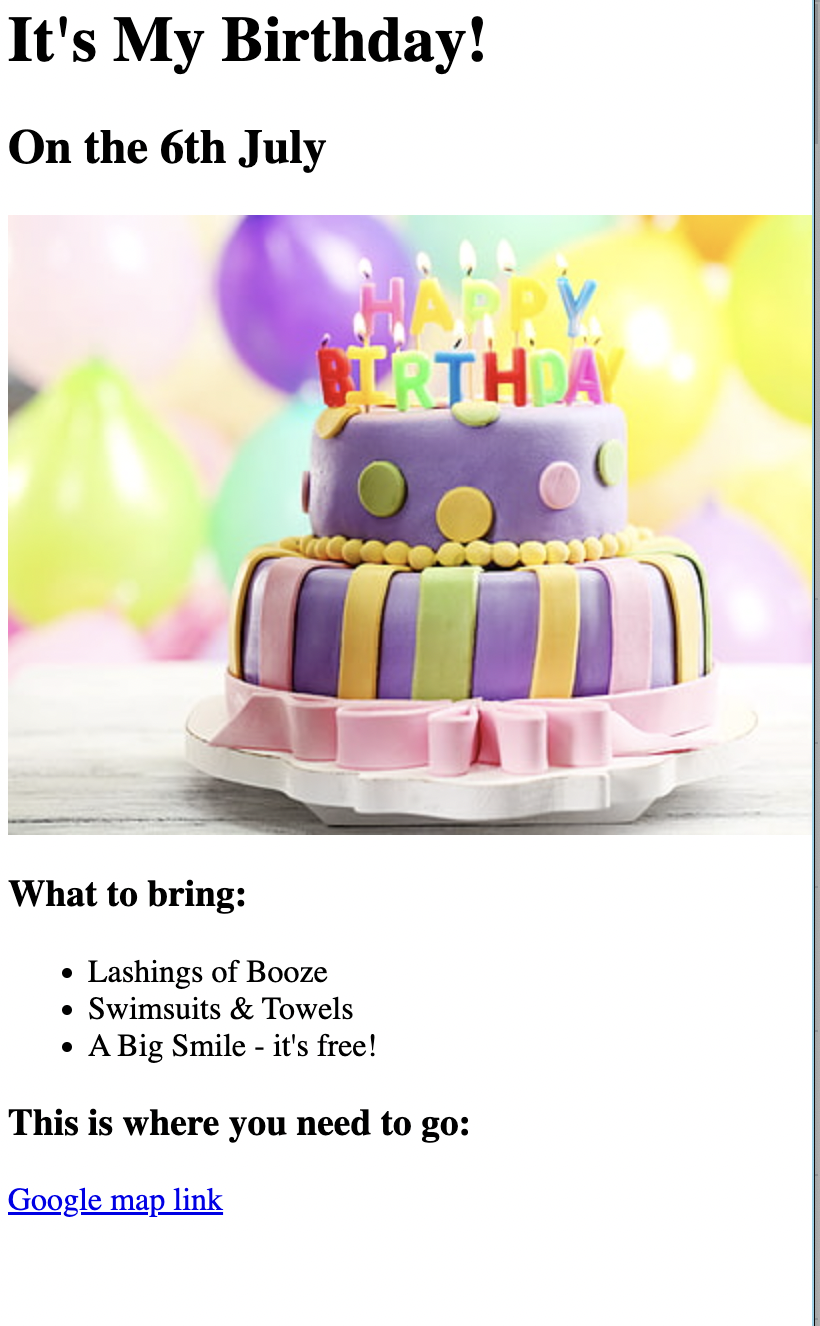 It's My Birthday!
On the 6th July
HAPPY
BIRTHDAY
What to bring:
Lashings of Booze
Swimsuits & Towels
A Big Smile - it's free!
This is where you need to go:
Google map link